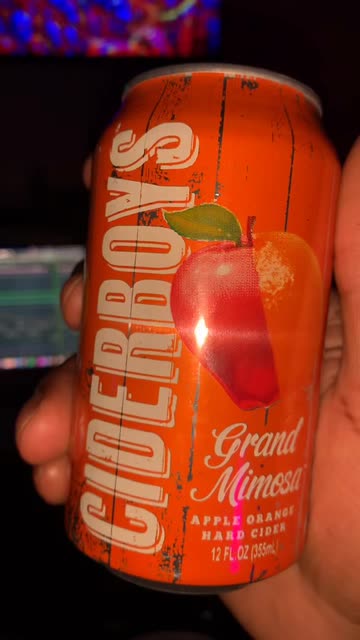 CIDERBOYS
Grand
Mimosa
APPLE ORANGE
HARD CIDER
12 FL OZ (355mL)